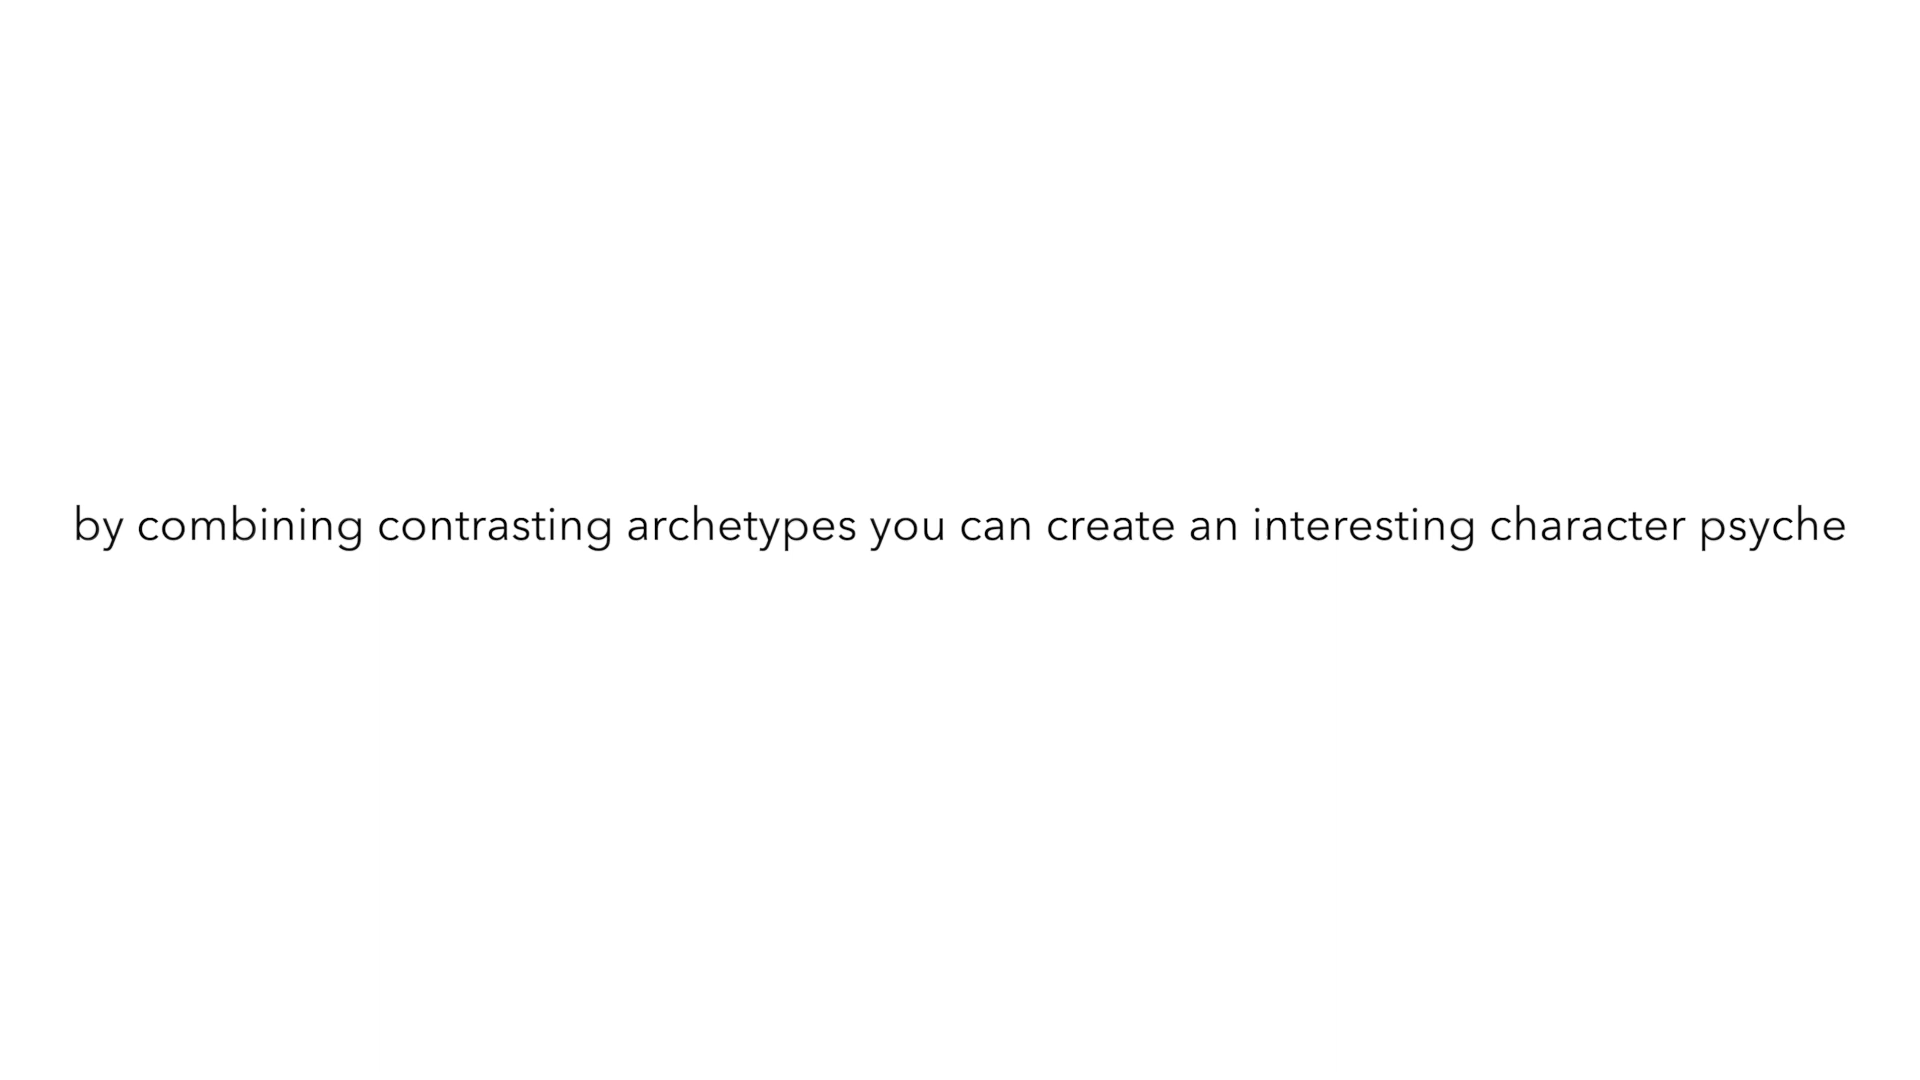 by combining contrasting archetypes you can create an interesting character psyche